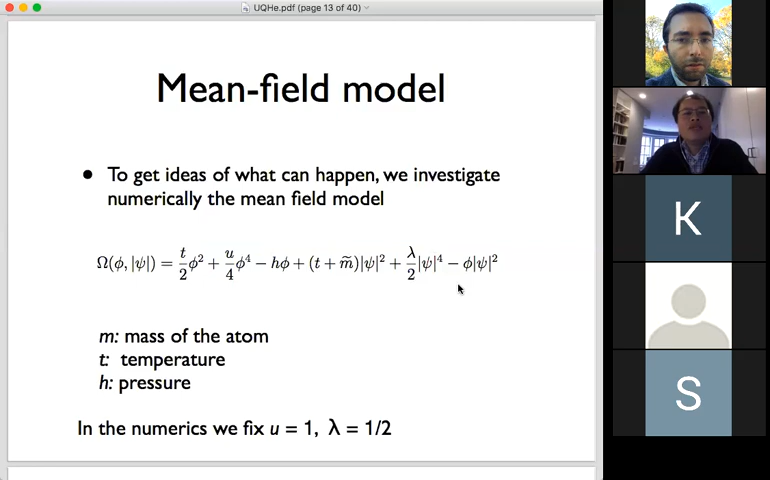 UQHe.pdf (page 13 of 40)
Mean-field model
• To get ideas of what can happen, we investigate
numerically the mean field model
Ω(ϕ, |ψ|) = t/2 ϕ² + u/4 ϕ⁴ − hϕ + (t + m̃)|ψ|² + λ/2 |ψ|⁴ − ϕ|ψ|²
m: mass of the atom
t: temperature
h: pressure
In the numerics we fix u = 1, λ = 1/2
K
S